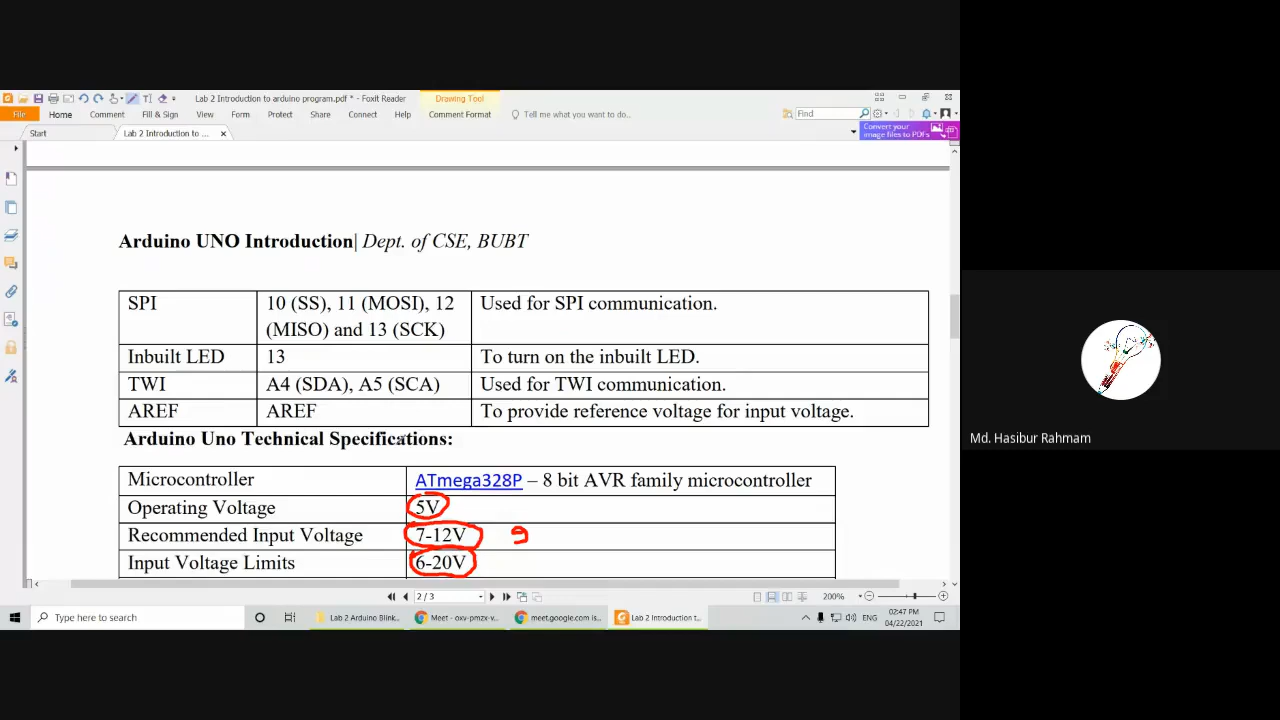 Lab 2 Introduction to arduino program.pdf * - Foxit Reader
Drawing Tool
File Home Comment Fill & Sign View Form Protect Share Connect Help Comment Format Tell me what you want to do.. Find
Start Lab 2 Introduction to ... Convert your
image files to PDFs
Arduino UNO Introduction| Dept. of CSE, BUBT
SPI 10 (SS), 11 (MOSI), 12 Used for SPI communication.
(MISO) and 13 (SCK)
Inbuilt LED 13 To turn on the inbuilt LED.
TWI A4 (SDA), A5 (SCA) Used for TWI communication.
AREF AREF To provide reference voltage for input voltage.
Arduino Uno Technical Specifications:
Microcontroller ATmega328P – 8 bit AVR family microcontroller
Operating Voltage 5V
Recommended Input Voltage 7-12V 9
Input Voltage Limits 6-20V
2 / 3 200%
Type here to search Lab 2 Arduino Blink... Meet - oxv-pmzx-v... meet.google.com is... Lab 2 Introduction t... ENG 02:47 PM
04/22/2021
Md. Hasibur Rahmam